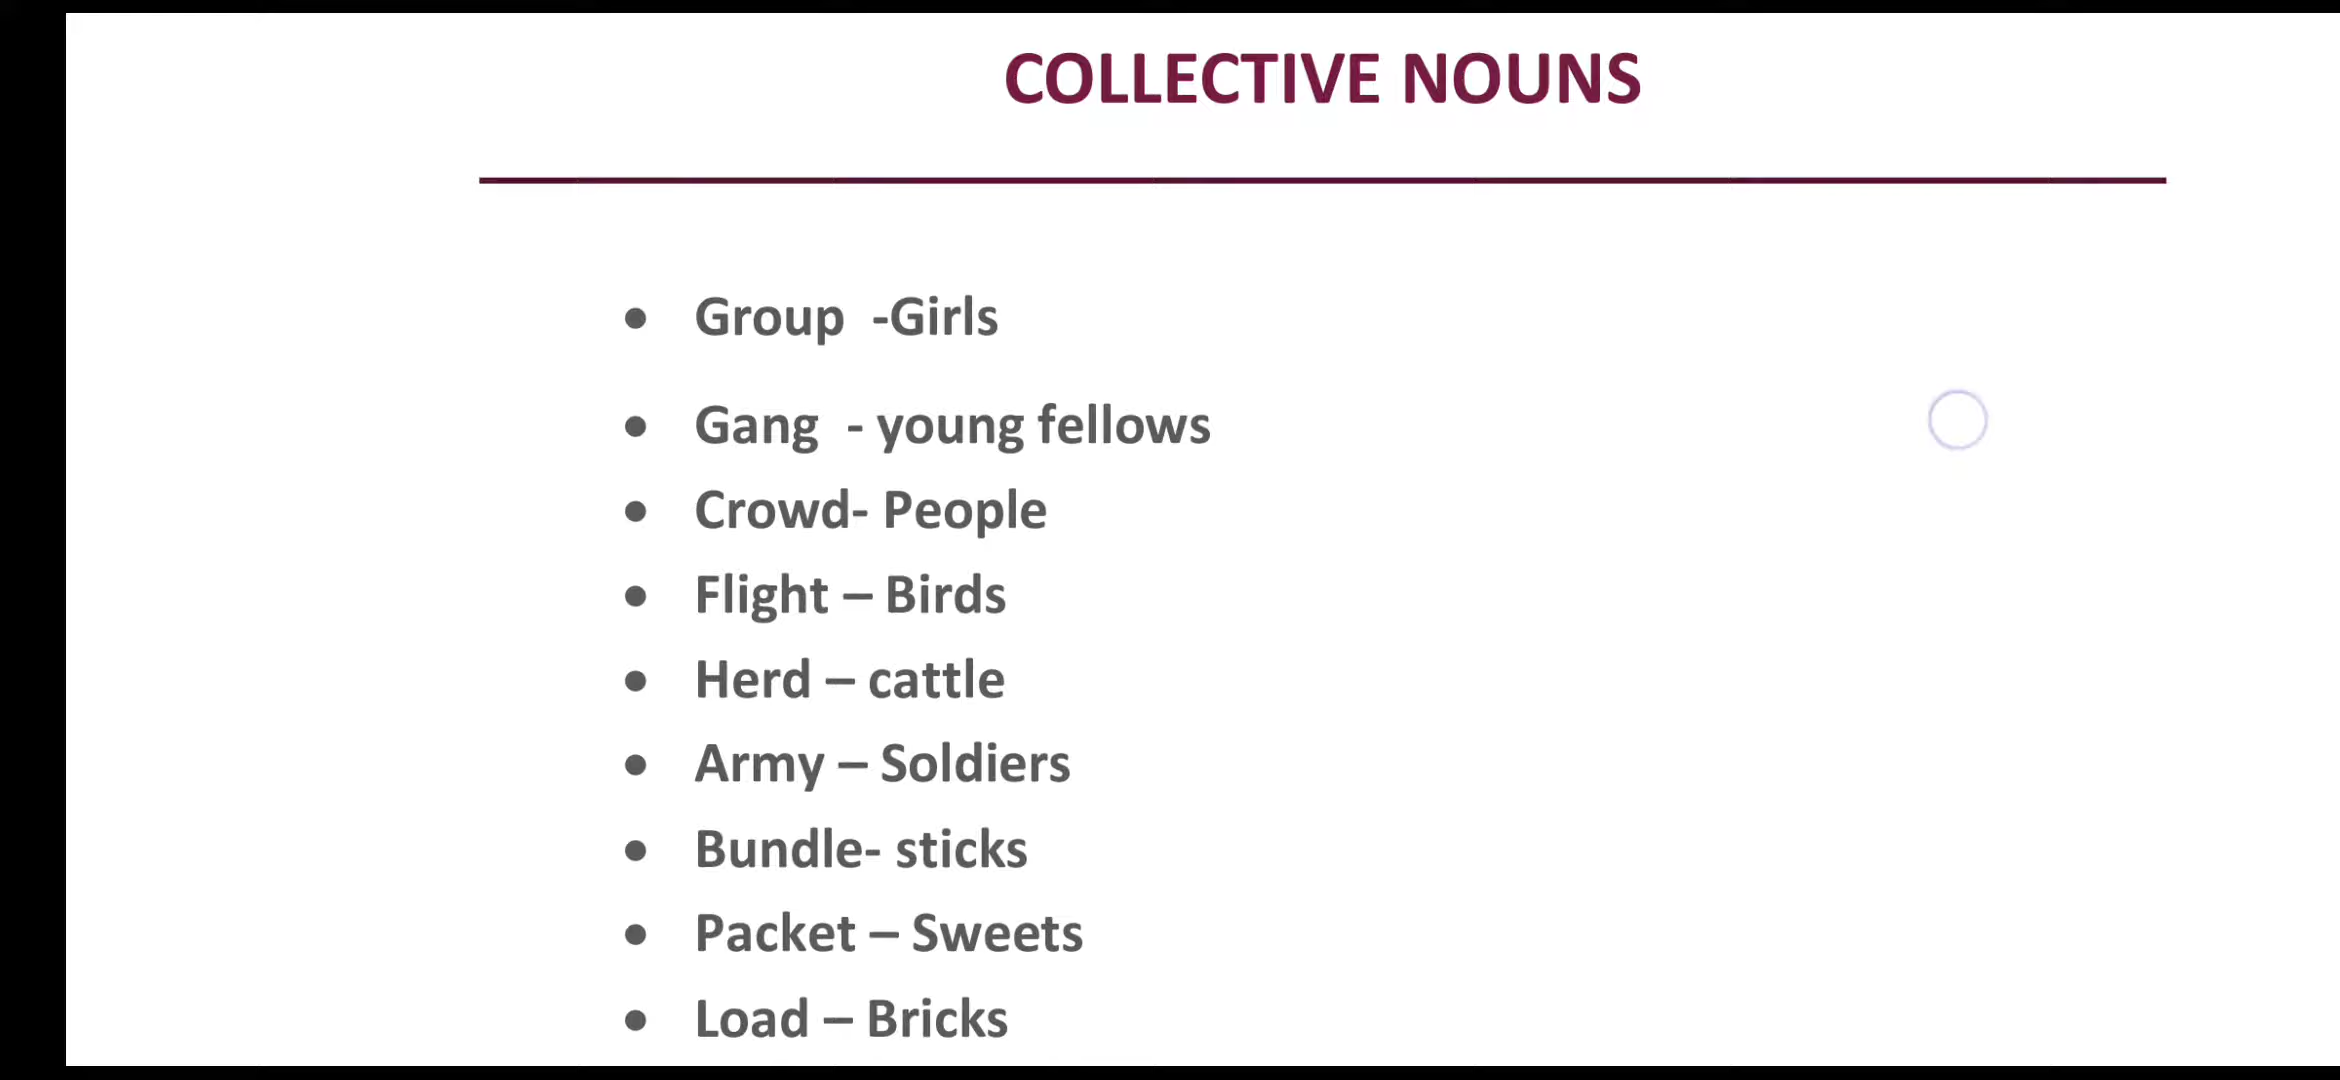 COLLECTIVE NOUNS
• Group  -Girls
• Gang  - young fellows
• Crowd- People
• Flight – Birds
• Herd – cattle
• Army – Soldiers
• Bundle- sticks
• Packet – Sweets
• Load – Bricks